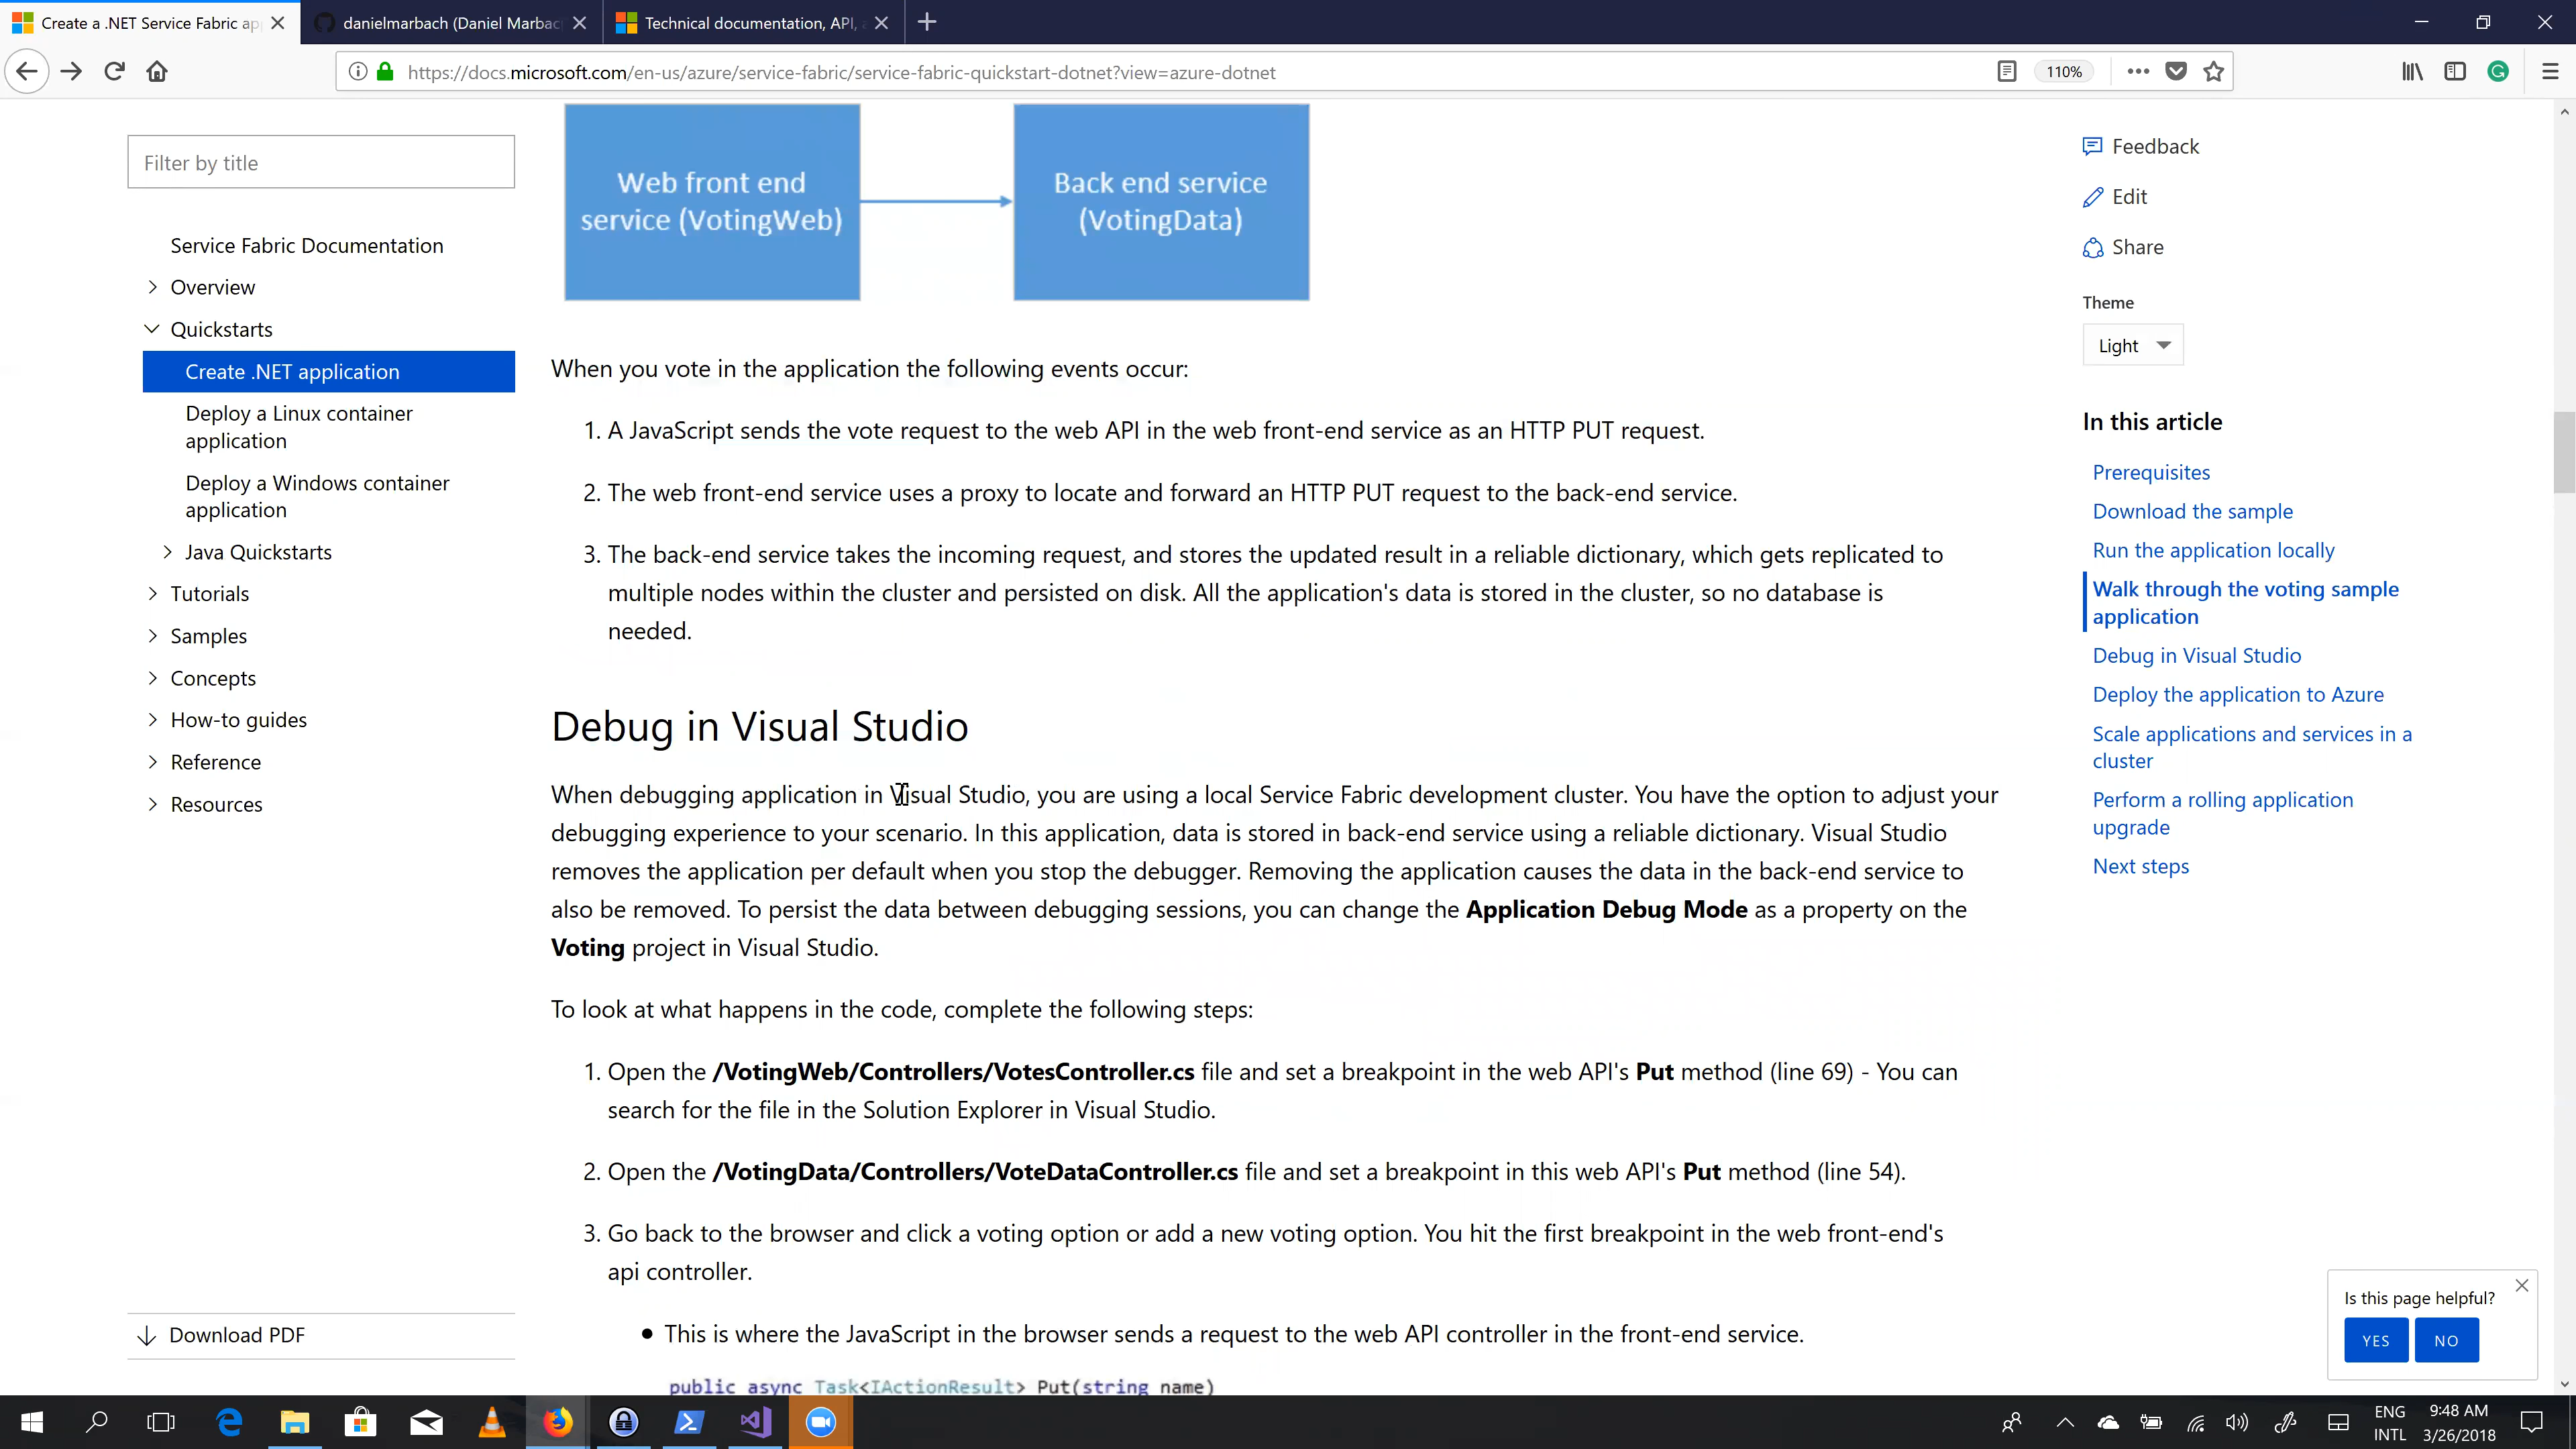 Create a .NET Service Fabric ap
danielmarbach (Daniel Marbac
Technical documentation, API, a
https://docs.microsoft.com/en-us/azure/service-fabric/service-fabric-quickstart-dotnet?view=azure-dotnet
110%
Filter by title
Service Fabric Documentation
Overview
Quickstarts
Create .NET application
Deploy a Linux container
application
Deploy a Windows container
application
Java Quickstarts
Tutorials
Samples
Concepts
How-to guides
Reference
Resources
Download PDF
Web front end
service (VotingWeb)
Back end service
(VotingData)
When you vote in the application the following events occur:
1. A JavaScript sends the vote request to the web API in the web front-end service as an HTTP PUT request.
2. The web front-end service uses a proxy to locate and forward an HTTP PUT request to the back-end service.
3. The back-end service takes the incoming request, and stores the updated result in a reliable dictionary, which gets replicated to
multiple nodes within the cluster and persisted on disk. All the application's data is stored in the cluster, so no database is
needed.
Debug in Visual Studio
When debugging application in Visual Studio, you are using a local Service Fabric development cluster. You have the option to adjust your
debugging experience to your scenario. In this application, data is stored in back-end service using a reliable dictionary. Visual Studio
removes the application per default when you stop the debugger. Removing the application causes the data in the back-end service to
also be removed. To persist the data between debugging sessions, you can change the Application Debug Mode as a property on the
Voting project in Visual Studio.
To look at what happens in the code, complete the following steps:
1. Open the /VotingWeb/Controllers/VotesController.cs file and set a breakpoint in the web API's Put method (line 69) - You can
search for the file in the Solution Explorer in Visual Studio.
2. Open the /VotingData/Controllers/VoteDataController.cs file and set a breakpoint in this web API's Put method (line 54).
3. Go back to the browser and click a voting option or add a new voting option. You hit the first breakpoint in the web front-end's
api controller.
• This is where the JavaScript in the browser sends a request to the web API controller in the front-end service.
public async Task<IActionResult> Put(string name)
Feedback
Edit
Share
Theme
Light
In this article
Prerequisites
Download the sample
Run the application locally
Walk through the voting sample
application
Debug in Visual Studio
Deploy the application to Azure
Scale applications and services in a
cluster
Perform a rolling application
upgrade
Next steps
Is this page helpful?
YES
NO
ENG
INTL
9:48 AM
3/26/2018